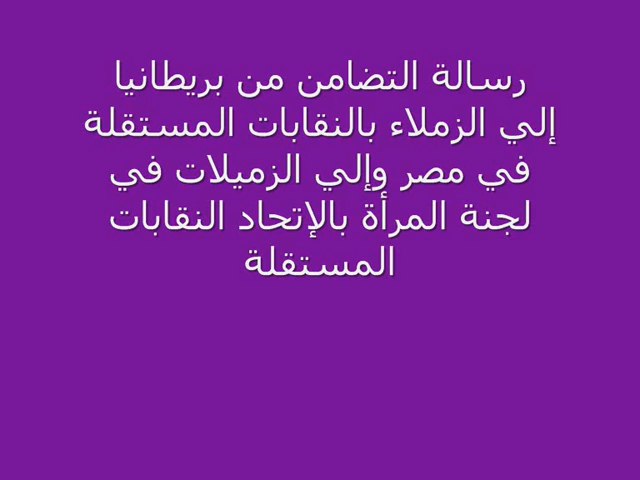 رسالة التضامن من بريطانيا
إلي الزملاء بالنقابات المستقلة
في مصر وإلي الزميلات في
لجنة المرأة بالإتحاد النقابات
المستقلة